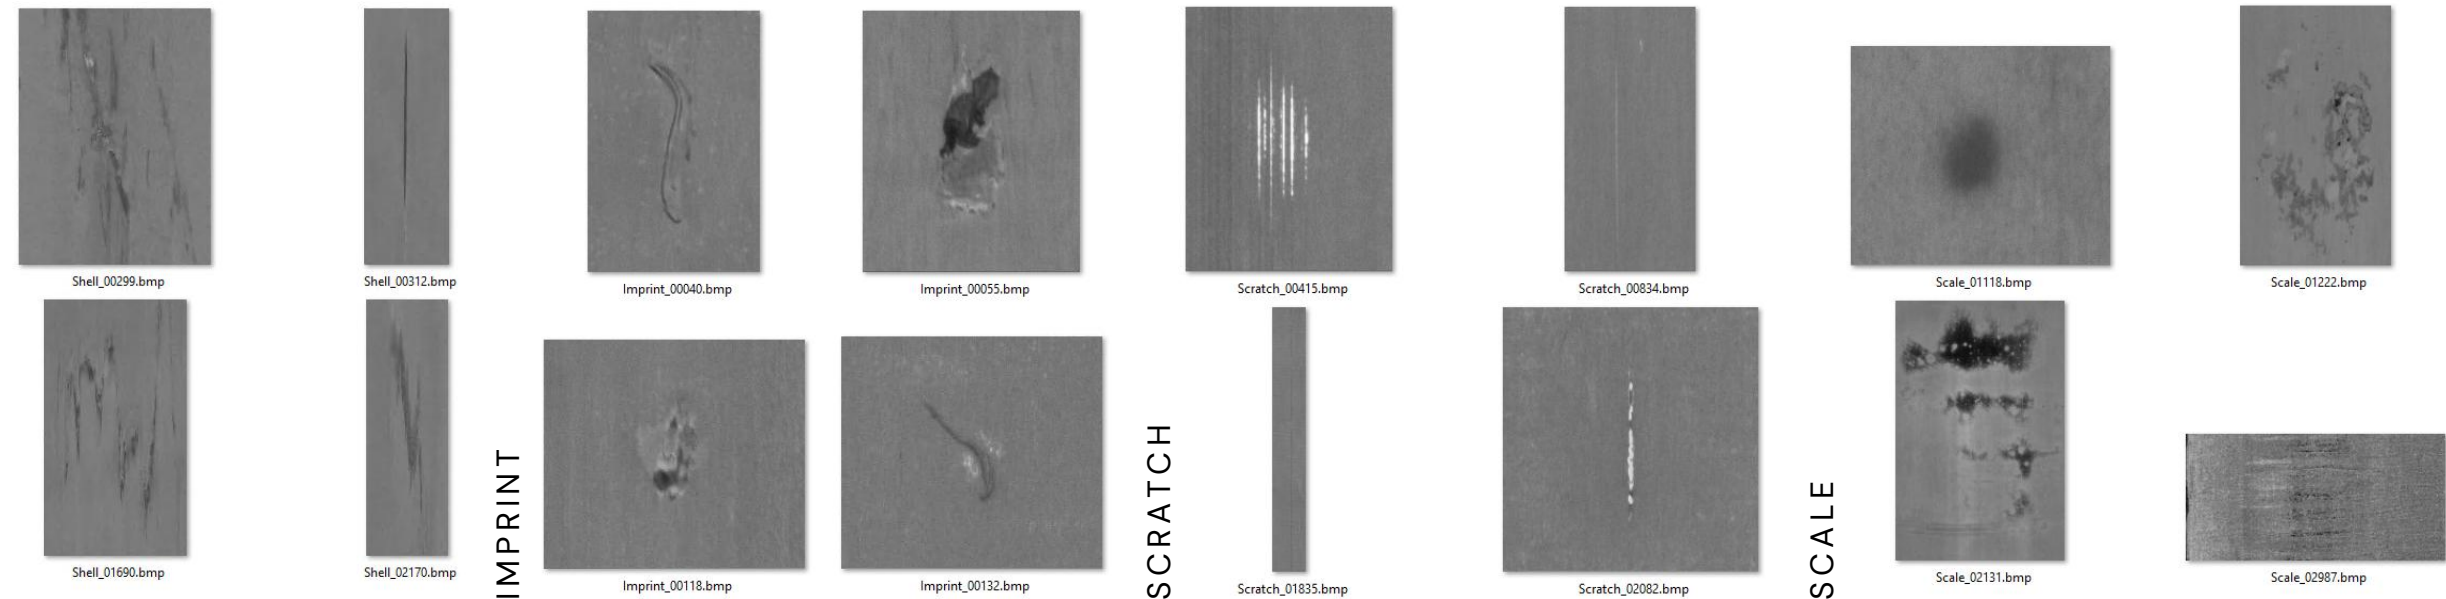 Shell_00299.bmp
Shell_00312.bmp
Shell_01690.bmp
Shell_02170.bmp
IMPRINT
Imprint_00040.bmp
Imprint_00055.bmp
Imprint_00118.bmp
Imprint_00132.bmp
SCRATCH
Scratch_00415.bmp
Scratch_00834.bmp
Scratch_01835.bmp
Scratch_02082.bmp
SCALE
Scale_01118.bmp
Scale_01222.bmp
Scale_02131.bmp
Scale_02987.bmp